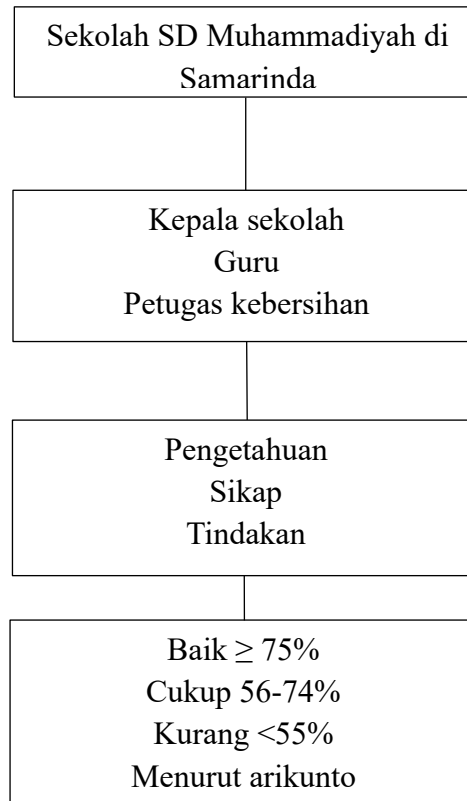 Sekolah SD Muhammadiyah di
Samarinda
Kepala sekolah
Guru
Petugas kebersihan
Pengetahuan
Sikap
Tindakan
Baik ≥ 75%
Cukup 56-74%
Kurang <55%
Menurut arikunto